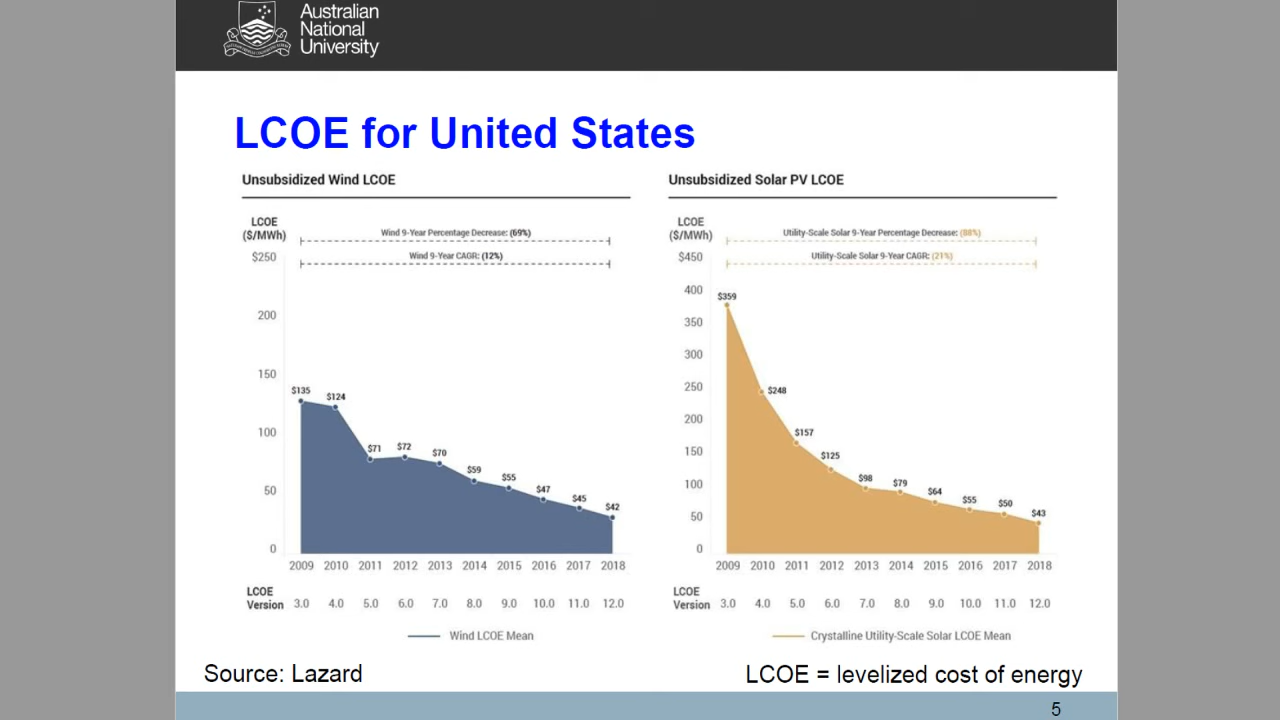 Australian
National
University
LCOE for United States
Unsubsidized Wind LCOE
LCOE
($/MWh)
Wind 9-Year Percentage Decrease: (69%)
Wind 9-Year CAGR: (12%)
$250
200
150
100
50
0
$135
$124
$71
$72
$70
$59
$55
$47
$45
$42
2009 2010 2011 2012 2013 2014 2015 2016 2017 2018
LCOE
Version 3.0 4.0 5.0 6.0 7.0 8.0 9.0 10.0 11.0 12.0
Wind LCOE Mean
Unsubsidized Solar PV LCOE
LCOE
($/MWh)
Utility-Scale Solar 9-Year Percentage Decrease: (88%)
Utility-Scale Solar 9-Year CAGR: (21%)
$450
400
350
300
250
200
150
100
50
0
$359
$248
$157
$125
$98
$79
$64
$55
$50
$43
2009 2010 2011 2012 2013 2014 2015 2016 2017 2018
LCOE
Version 3.0 4.0 5.0 6.0 7.0 8.0 9.0 10.0 11.0 12.0
Crystalline Utility-Scale Solar LCOE Mean
Source: Lazard
LCOE = levelized cost of energy
5